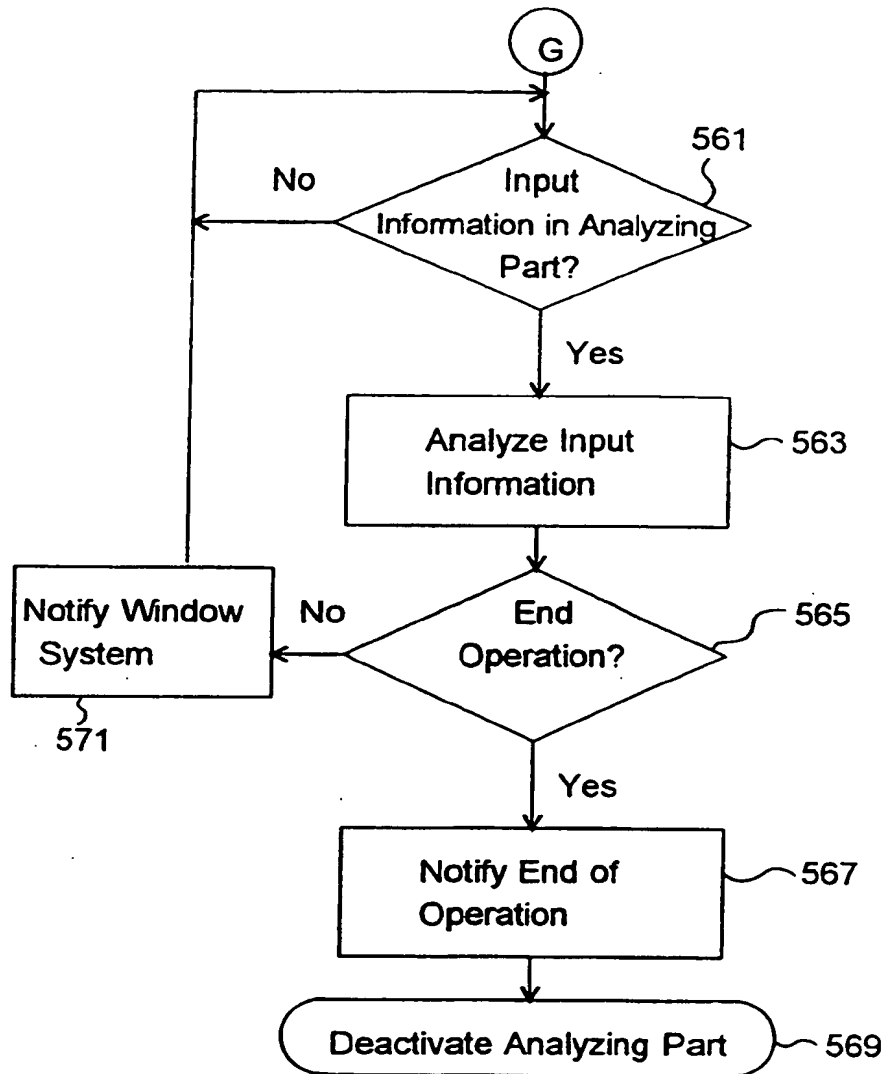 G
561
No
Input
Information in Analyzing
Part?
Yes
Analyze Input
Information
563
Notify Window
System
571
No
End
Operation?
565
Yes
Notify End of
Operation
567
Deactivate Analyzing Part
569